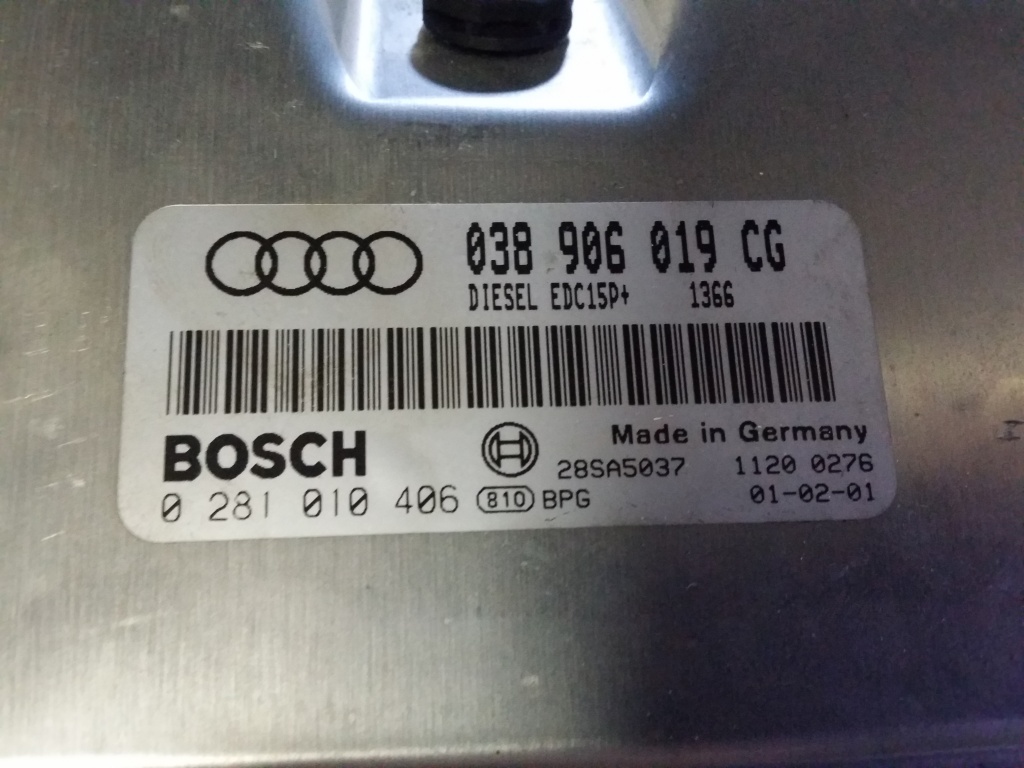 038 906 019 CG
DIESEL EDC15P+ 1366
BOSCH
Made in Germany
28SA5037 1120 0276
0 281 010 406 810 BPG 01-02-01